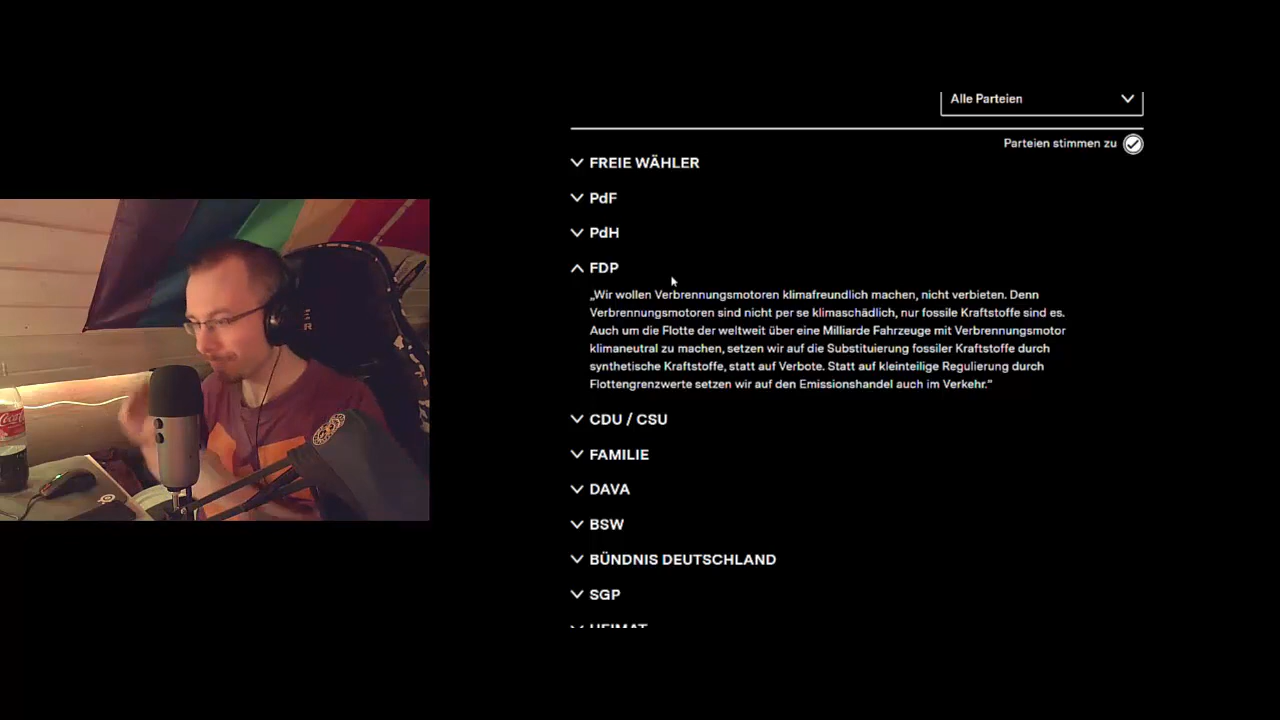 Alle Parteien
Parteien stimmen zu
FREIE WÄHLER
PdF
PdH
FDP
„Wir wollen Verbrennungsmotoren klimafreundlich machen, nicht verbieten. Denn
Verbrennungsmotoren sind nicht per se klimaschädlich, nur fossile Kraftstoffe sind es.
Auch um die Flotte der weltweit über eine Milliarde Fahrzeuge mit Verbrennungsmotor
klimaneutral zu machen, setzen wir auf die Substituierung fossiler Kraftstoffe durch
synthetische Kraftstoffe, statt auf Verbote. Statt auf kleinteilige Regulierung durch
Flottengrenzwerte setzen wir auf den Emissionshandel auch im Verkehr."
CDU / CSU
FAMILIE
DAVA
BSW
BÜNDNIS DEUTSCHLAND
SGP
HEIMAT